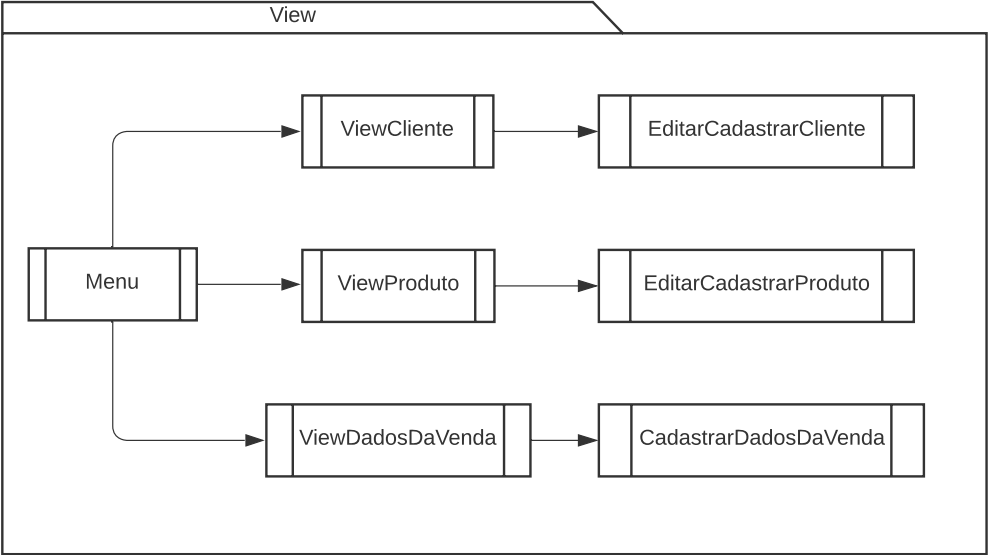 View
ViewCliente
EditarCadastrarCliente
Menu
ViewProduto
EditarCadastrarProduto
ViewDadosDaVenda
CadastrarDadosDaVenda